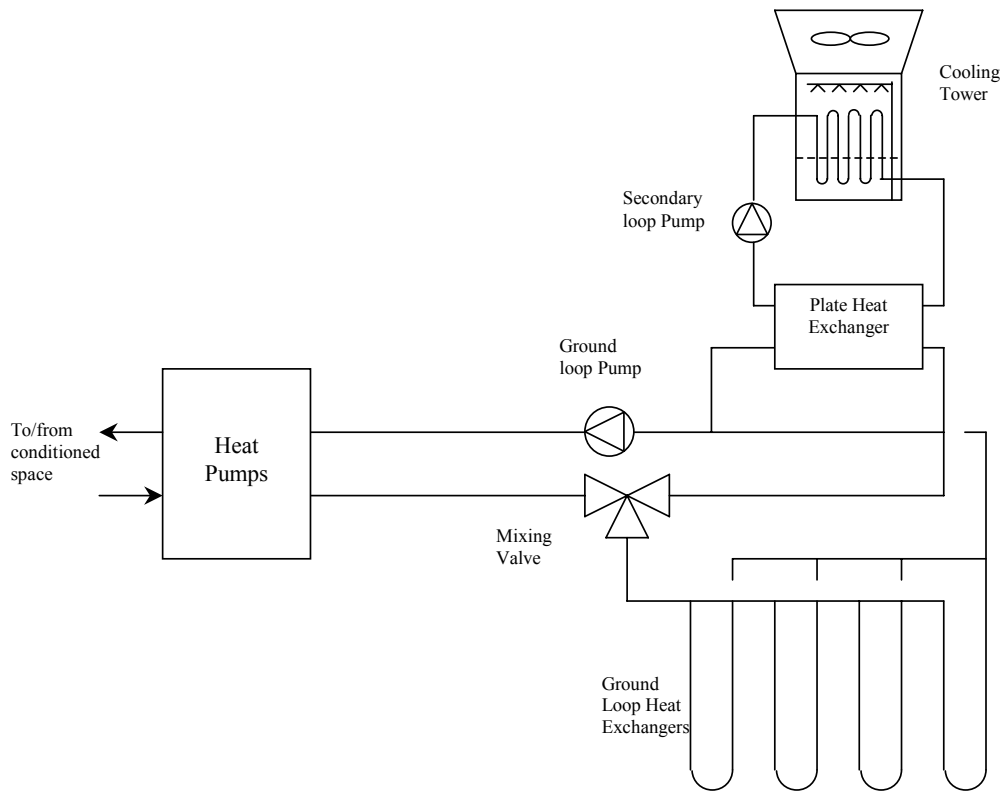 Cooling
Tower
Secondary
loop Pump
Plate Heat
Exchanger
Ground
loop Pump
To/from
conditioned
space
Heat
Pumps
Mixing
Valve
Ground
Loop Heat
Exchangers